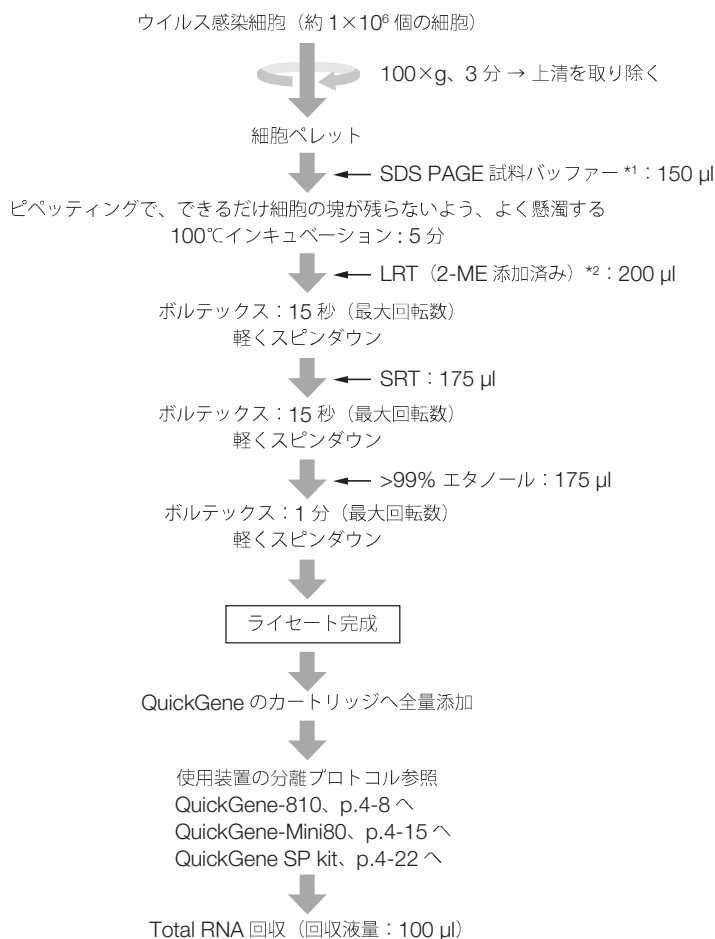 ウイルス感染細胞（約 1×10⁶ 個の細胞）
100×g、3 分 → 上清を取り除く
細胞ペレット
SDS PAGE 試料バッファー *1：150 µl
ピペッティングで、できるだけ細胞の塊が残らないよう、よく懸濁する
100℃インキュベーション : 5 分
LRT（2-ME 添加済み）*2：200 µl
ボルテックス：15 秒（最大回転数）
軽くスピンダウン
SRT：175 µl
ボルテックス：15 秒（最大回転数）
軽くスピンダウン
>99% エタノール：175 µl
ボルテックス：1 分（最大回転数）
軽くスピンダウン
ライセート完成
QuickGene のカートリッジへ全量添加
使用装置の分離プロトコル参照
QuickGene-810、p.4-8 へ
QuickGene-Mini80、p.4-15 へ
QuickGene SP kit、p.4-22 へ
Total RNA 回収（回収液量：100 µl）